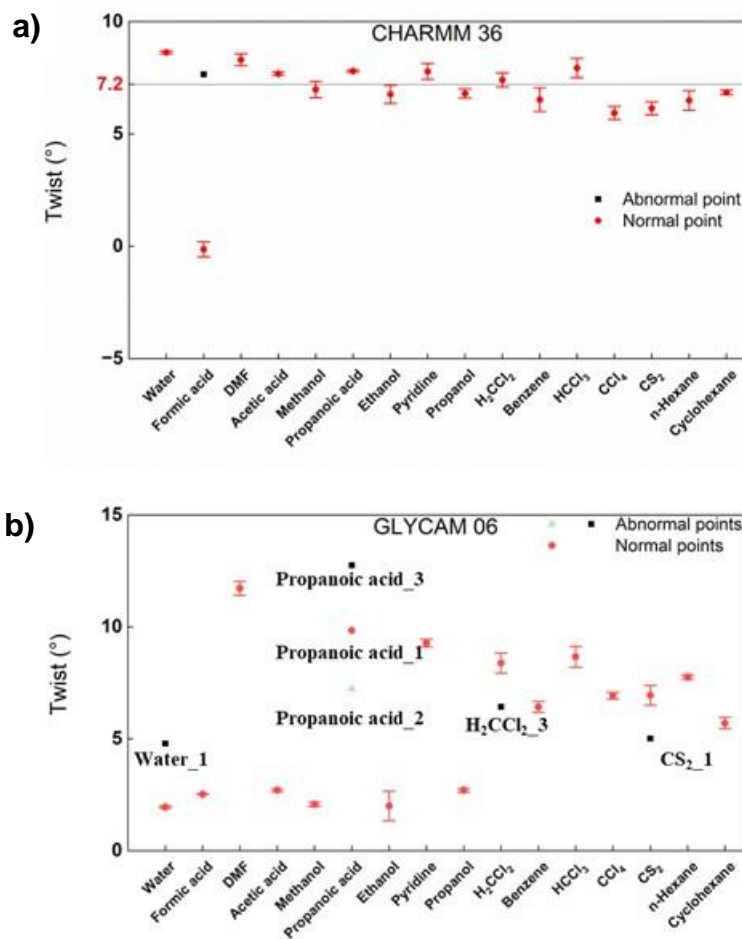 a)
CHARMM 36
10
7.2
5
0
−5
Twist (°)
Abnormal point
Normal point
Water
Formic acid
DMF
Acetic acid
Methanol
Propanoic acid
Ethanol
Pyridine
Propanol
H₂CCl₂
Benzene
HCCl₃
CCl₄
CS₂
n-Hexane
Cyclohexane
b)
GLYCAM 06
15
10
5
0
Twist (°)
Abnormal points
Normal points
Propanoic acid_3
Propanoic acid_1
Propanoic acid_2
H₂CCl₂_3
Water_1
CS₂_1
Water
Formic acid
DMF
Acetic acid
Methanol
Propanoic acid
Ethanol
Pyridine
Propanol
H₂CCl₂
Benzene
HCCl₃
CCl₄
CS₂
n-Hexane
Cyclohexane